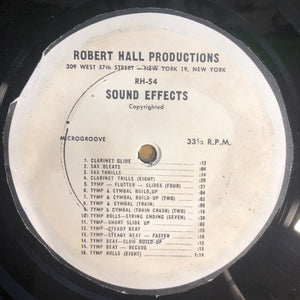 ROBERT HALL PRODUCTIONS
309 WEST 57th STREET — NEW YORK 19, NEW YORK
RH-54
SOUND EFFECTS
Copyrighted
MICROGROOVE
33⅓ R.P.M.
1. CLARINET GLIDE :12
2. SAX BLEATS
3. SAX THRILLS
4. CLARINET TRILLS (EIGHT)
5. TYMP — FLUTTER — SLIDES (FOUR)
6. TYMP & CYMBAL BUILD-UP
7. TYMP & CYMBAL BUILD-UP (TWO)
8. TYMP & CYMBAL (TRAIN)
9. TYMP & CYMBAL (TRAIN CRASH) (TWO)
10. TYMP ROLLS—STRING ENDING (SEVEN)
11. TYMP—SHORT SLIDE UP
12. TYMP—STEADY BEAT
13. TYMP—STEADY BEAT — FASTER
14. TYMP BEAT—SLOW BUILD-UP
15. TYMP BEAT — RECEDE
16. TYMP ROLLS (EIGHT) 1:14